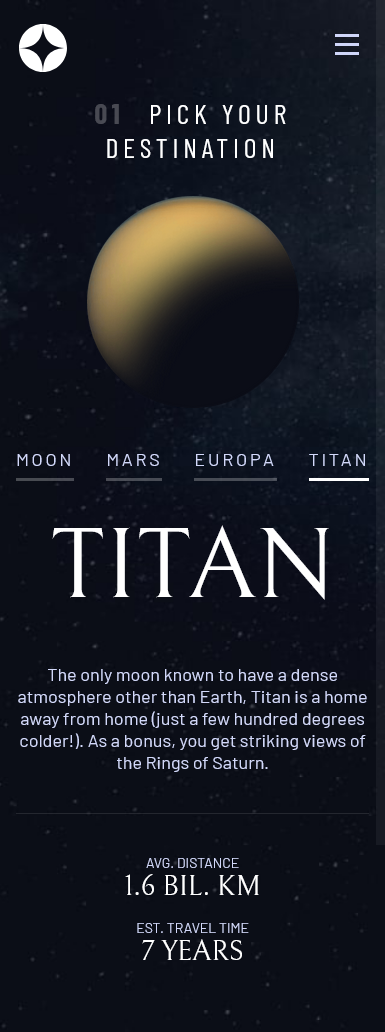 01 PICK YOUR
DESTINATION
MOON MARS EUROPA TITAN
TITAN
The only moon known to have a dense
atmosphere other than Earth, Titan is a home
away from home (just a few hundred degrees
colder!). As a bonus, you get striking views of
the Rings of Saturn.
AVG. DISTANCE
1.6 BIL. KM
EST. TRAVEL TIME
7 YEARS